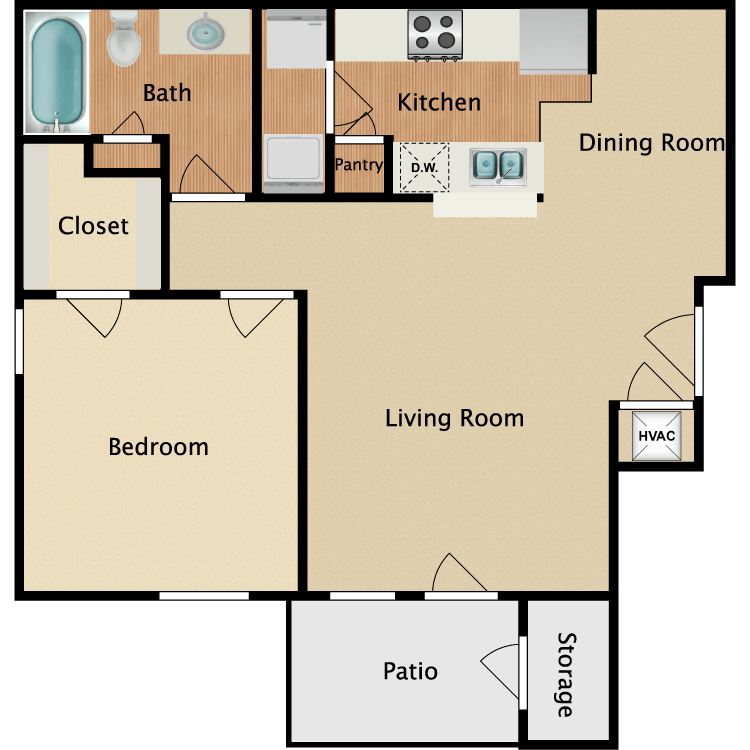 Bath
Kitchen
Dining Room
Pantry
D.W.
Closet
Living Room
HVAC
Bedroom
Patio
Storage